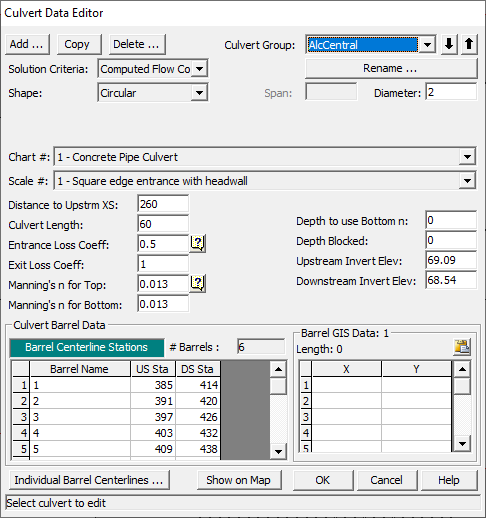 Culvert Data Editor
Add ... Copy Delete ... Culvert Group: AlcCentral
Solution Criteria: Computed Flow Co Rename ...
Shape: Circular Span: Diameter: 2
Chart #: 1 - Concrete Pipe Culvert
Scale #: 1 - Square edge entrance with headwall
Distance to Upstrm XS: 260
Culvert Length: 60 Depth to use Bottom n: 0
Entrance Loss Coeff: 0.5 ? Depth Blocked: 0
Exit Loss Coeff: 1 Upstream Invert Elev: 69.09
Manning's n for Top: 0.013 ? Downstream Invert Elev: 68.54
Manning's n for Bottom: 0.013
Culvert Barrel Data Barrel GIS Data: 1
Barrel Centerline Stations # Barrels : 6 Length: 0
Barrel Name US Sta DS Sta X Y
1 1 385 414 1
2 2 391 420 2
3 3 397 426 3
4 4 403 432 4
5 5 409 438 5
Individual Barrel Centerlines ... Show on Map OK Cancel Help
Select culvert to edit